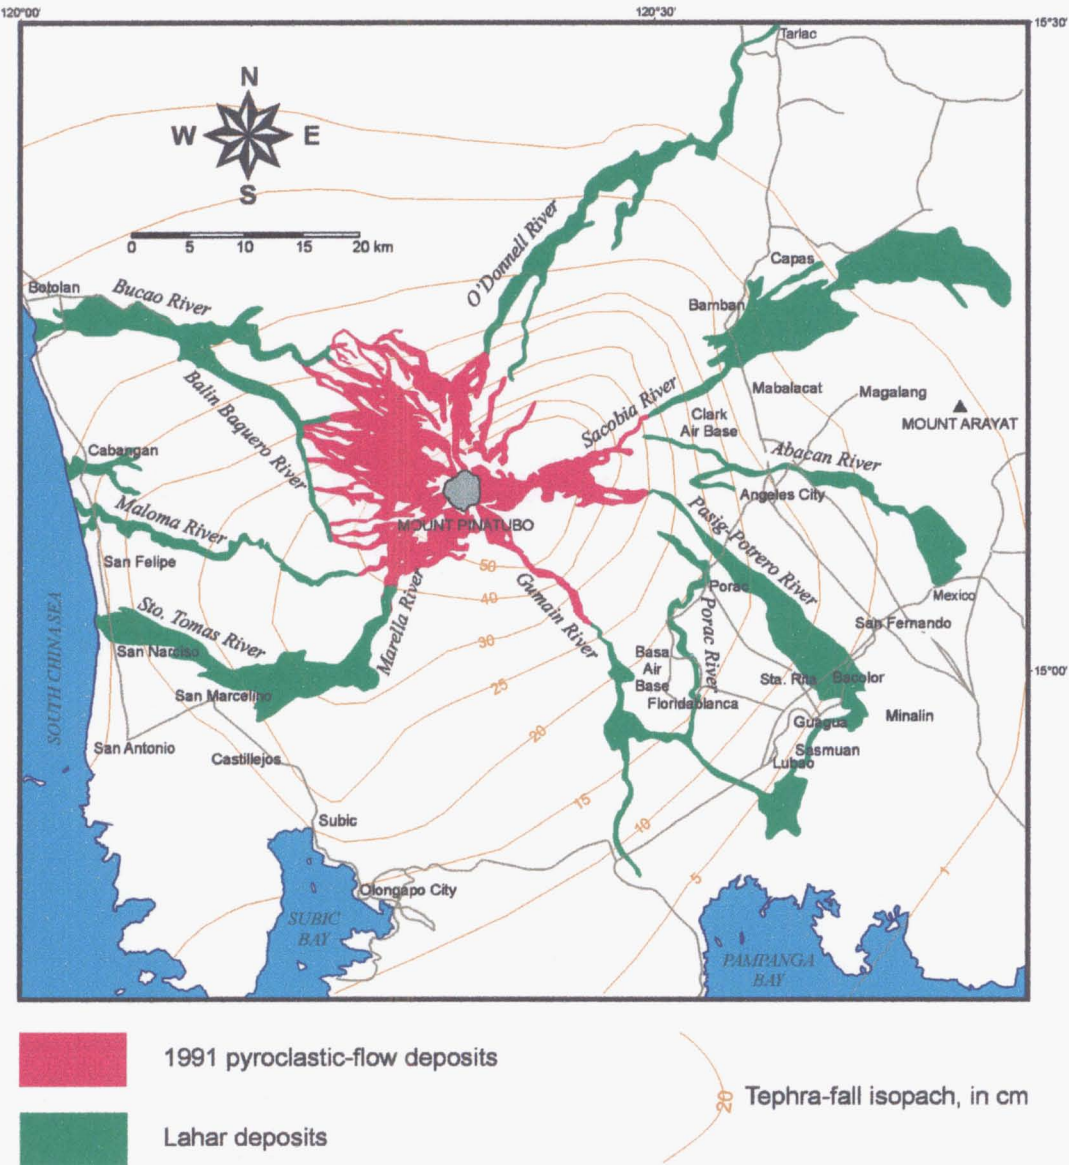 120°00'
120°30'
15°30'
Tarlac
N
W E
S
0 5 10 15 20 km
O'Donnell River
Capas
Botolan
Bucao River
Bamban
Balin Baquero River
Sacobia River
Mabalacat
Magalang
Clark
Air Base
MOUNT ARAYAT
Cabangan
Abacan River
Angeles City
Maloma River
MOUNT PINATUBO
Pasig-Potrero River
San Felipe
50
40
30
25
20
15
10
5
1
Gumain River
Marella River
Porac
Porac River
Mexico
San Fernando
Sto. Tomas River
San Narciso
Basa
Air
Base
Sta. Rita
Bacolor
15°00'
SOUTH CHINA SEA
San Marcelino
Floridablanca
Minalin
Guagua
San Antonio
Sasmuan
Castillejos
Lubao
Subic
Olongapo City
SUBIC
BAY
PAMPANGA
BAY
1991 pyroclastic-flow deposits
20
Tephra-fall isopach, in cm
Lahar deposits